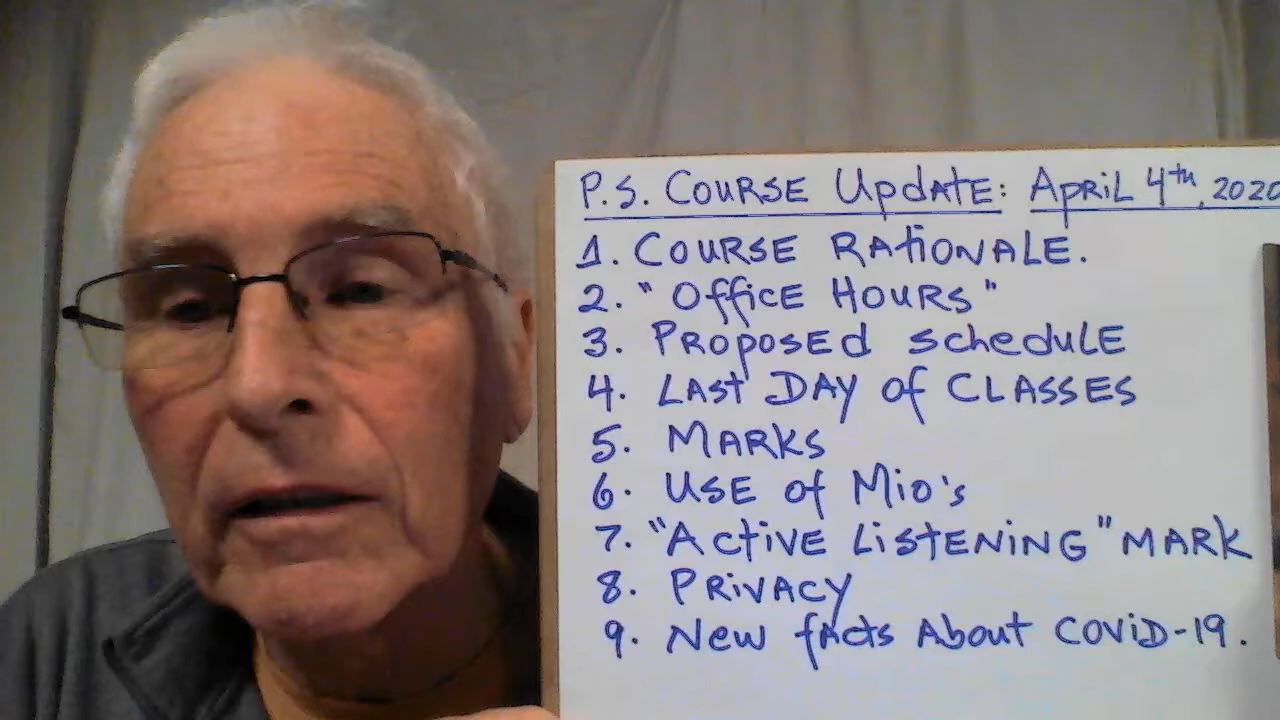 P.S. COURSE UpdATE: ApriL 4th, 2020
1. COURSE RAtiONALE.
2. "OffiCE HOURS"
3. PROpOSEd SchedULE
4. LASt DAY of CLASSES
5. MARKS
6. USE of Mio's
7. "ActiVE LiStENiNG" MARK
8. PRiVACY
9. New fActs About COViD-19.